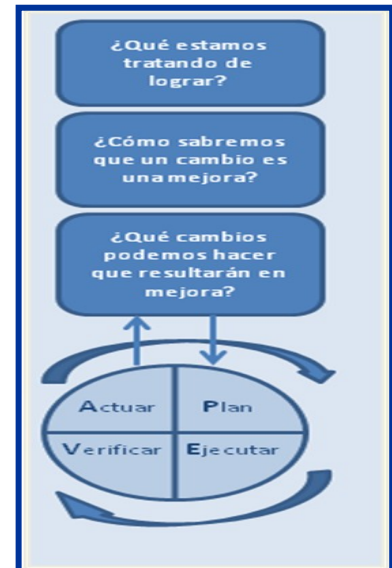 ¿Qué estamos
tratando de
lograr?
¿Cómo sabremos
que un cambio es
una mejora?
¿Qué cambios
podemos hacer
que resultarán en
mejora?
Actuar
Plan
Verificar
Ejecutar